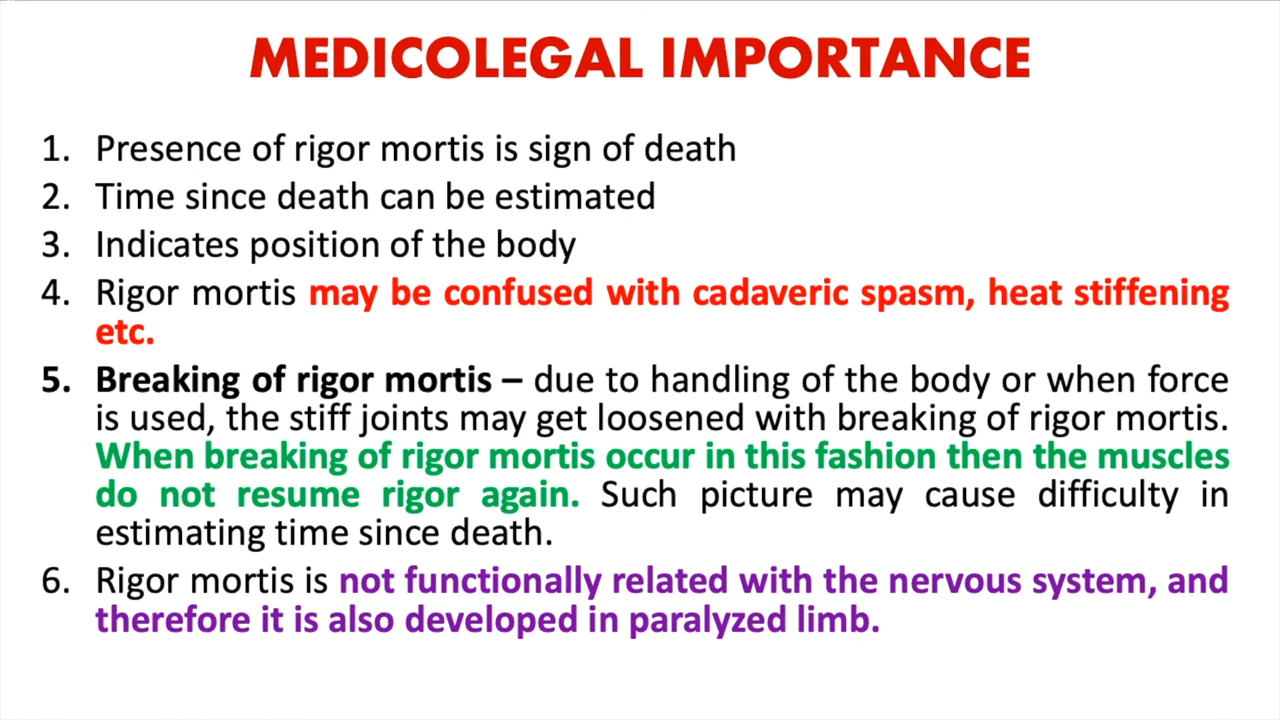 MEDICOLEGAL IMPORTANCE
1. Presence of rigor mortis is sign of death
2. Time since death can be estimated
3. Indicates position of the body
4. Rigor mortis may be confused with cadaveric spasm, heat stiffening
etc.
5. Breaking of rigor mortis – due to handling of the body or when force
is used, the stiff joints may get loosened with breaking of rigor mortis.
When breaking of rigor mortis occur in this fashion then the muscles
do not resume rigor again. Such picture may cause difficulty in
estimating time since death.
6. Rigor mortis is not functionally related with the nervous system, and
therefore it is also developed in paralyzed limb.